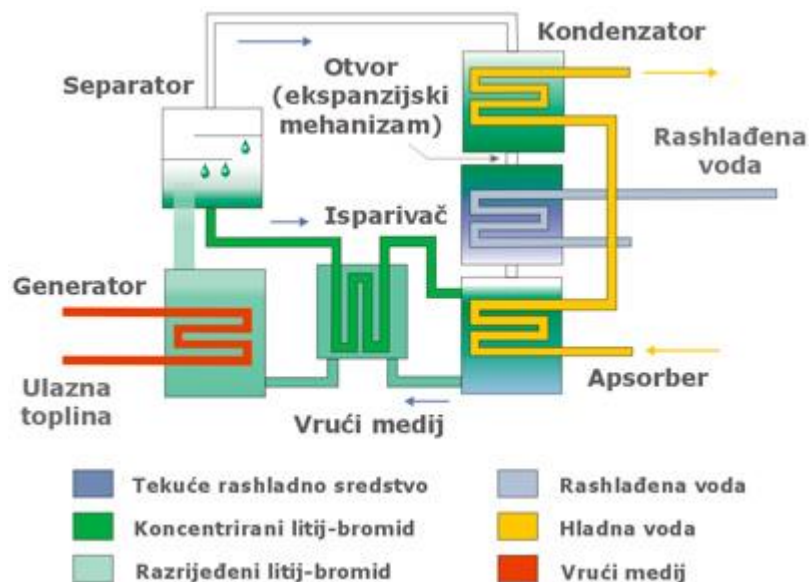 Kondenzator
Separator
Otvor
(ekspanzijski
mehanizam)
Rashlađena
voda
Isparivač
Generator
Ulazna
toplina
Apsorber
Vrući medij
Tekuće rashladno sredstvo
Rashlađena voda
Koncentrirani litij-bromid
Hladna voda
Razrijeđeni litij-bromid
Vrući medij